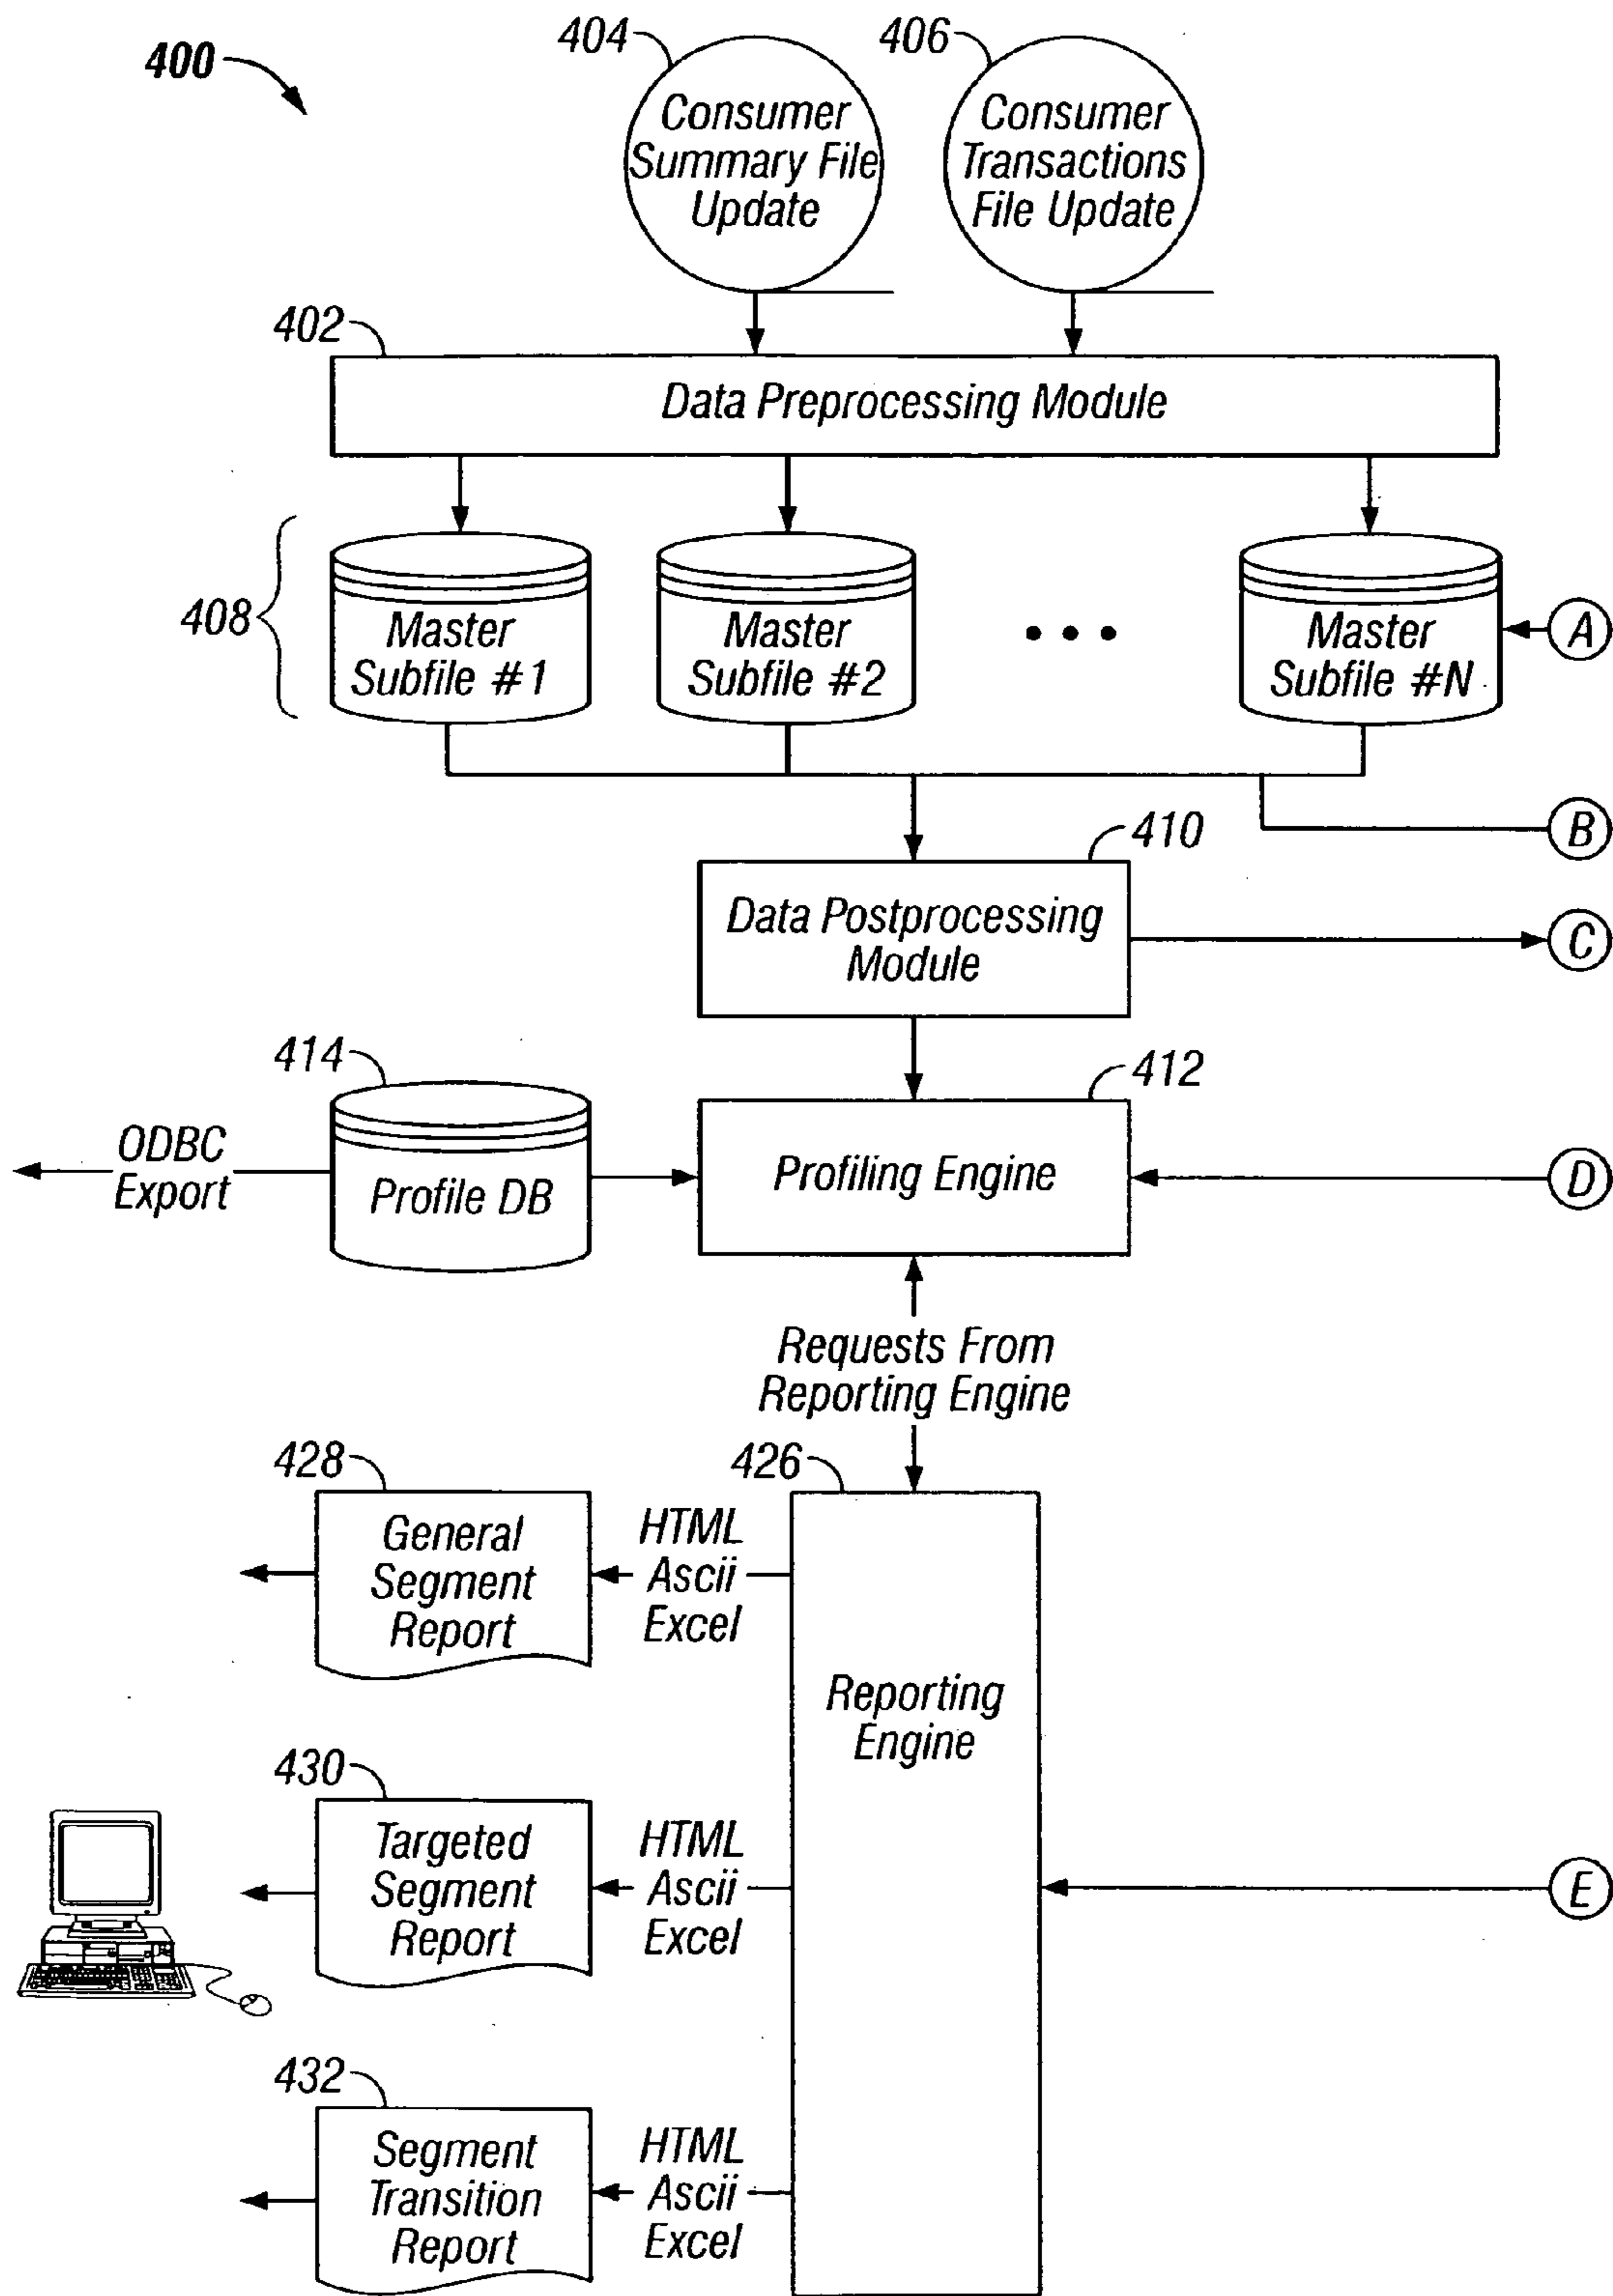 400
404
406
Consumer
Summary File
Update
Consumer
Transactions
File Update
402
Data Preprocessing Module
408
Master
Subfile #1
Master
Subfile #2
• • •
Master
Subfile #N
A
B
410
Data Postprocessing
Module
C
414
412
ODBC
Export
Profile DB
Profiling Engine
D
Requests From
Reporting Engine
428
426
General
Segment
Report
HTML
Ascii
Excel
Reporting
Engine
430
Targeted
Segment
Report
HTML
Ascii
Excel
E
432
Segment
Transition
Report
HTML
Ascii
Excel